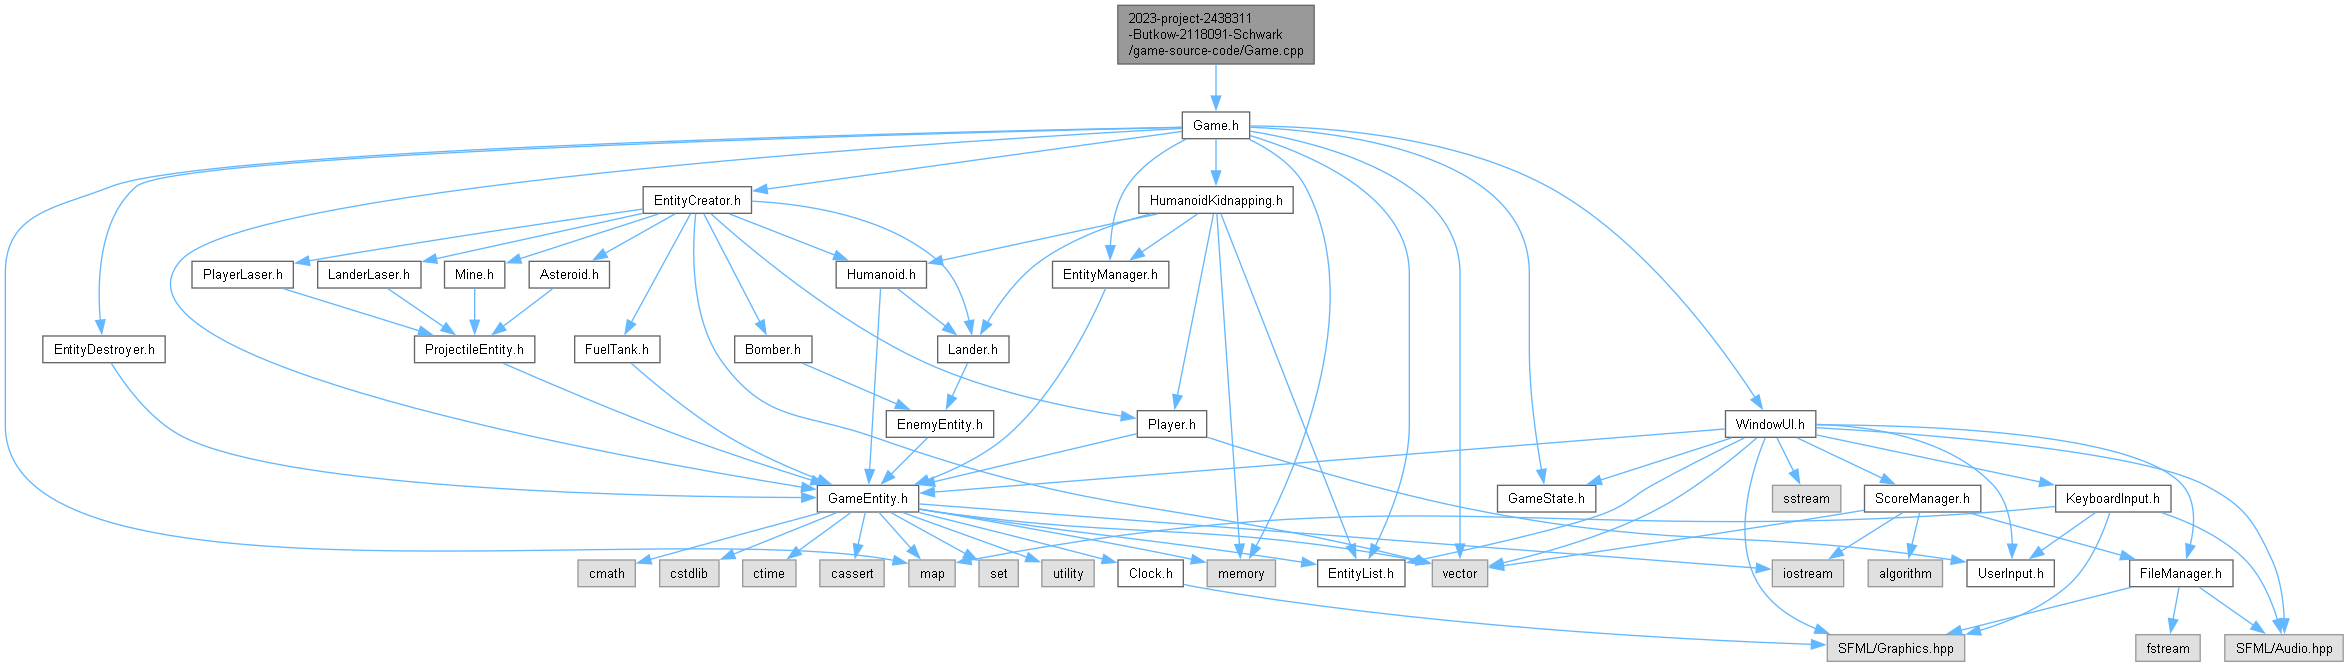 2023-project-2438311
-Butkow-2118091-Schwark
/game-source-code/Game.cpp
Game.h
EntityCreator.h
HumanoidKidnapping.h
PlayerLaser.h
LanderLaser.h
Mine.h
Asteroid.h
Humanoid.h
EntityManager.h
EntityDestroyer.h
ProjectileEntity.h
FuelTank.h
Bomber.h
Lander.h
EnemyEntity.h
Player.h
WindowUI.h
GameEntity.h
GameState.h
sstream
ScoreManager.h
KeyboardInput.h
cmath
cstdlib
ctime
cassert
map
set
utility
Clock.h
memory
EntityList.h
vector
iostream
algorithm
UserInput.h
FileManager.h
SFML/Graphics.hpp
fstream
SFML/Audio.hpp